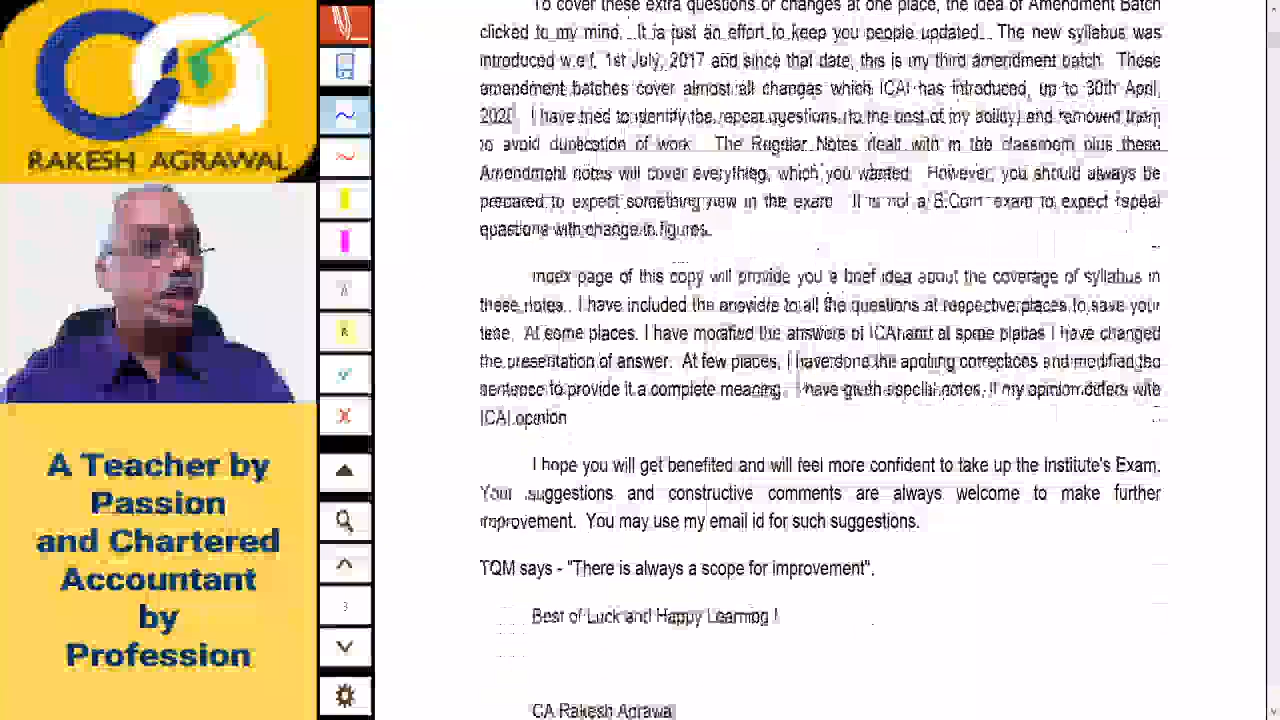 RAKESH AGRAWAL
A Teacher by
Passion
and Chartered
Accountant
by
Profession
To cover these extra questions or changes at one place, the idea of Amendment Batch
clicked to my mind. It is just an effort to keep you people updated. The new syllabus was
introduced w.e.f. 1st July, 2017 and since that date, this is my third amendment batch. These
amendment batches cover almost all changes which ICAI has introduced, up to 30th April,
2020. I have tried to identify the repeat questions (to the best of my ability) and removed them
to avoid duplication of work. The Regular Notes dealt with in the classroom plus these
Amendment notes will cover everything, which you wanted. However, you should always be
prepared to expect something new in the exam. It is not a B.Com exam to expect repeat
questions with change in figures.
Index page of this copy will provide you a brief idea about the coverage of syllabus in
these notes. I have included the answers to all the questions at respective places to save your
time. At some places, I have modified the answers of ICAI and at some places I have changed
the presentation of answer. At few places, I have done the corrections and modified the
sentence to provide it a complete meaning. I have given special notes, if my opinion differs with
ICAI opinion
I hope you will get benefited and will feel more confident to take up the Institute's Exam.
Your suggestions and constructive comments are always welcome to make further
improvement. You may use my email id for such suggestions.
TQM says - "There is always a scope for improvement".
Best of Luck and Happy Learning !
CA Rakesh Agrawal